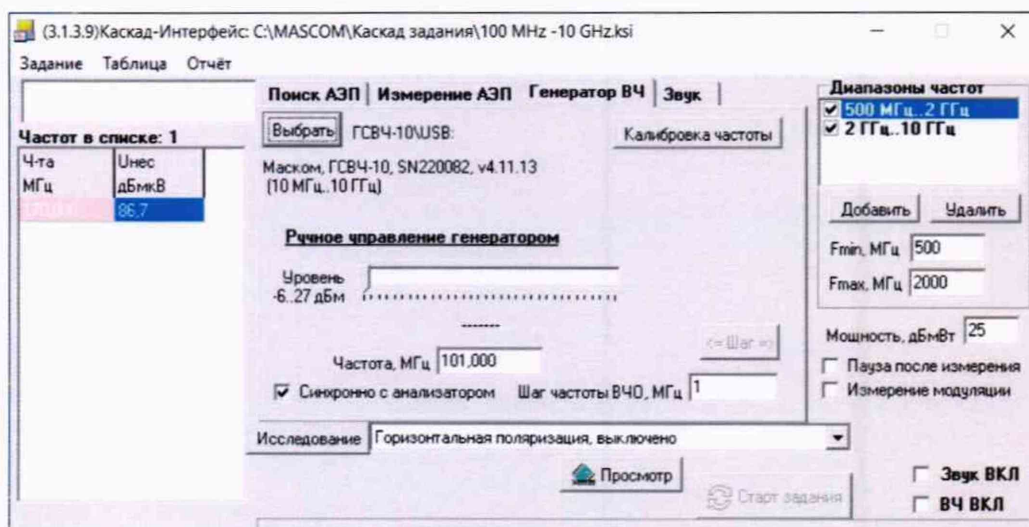 (3.1.3.9)Каскад-Интерфейс: C:\MASCOM\Каскад задания\100 MHz -10 GHz.ksi
Задание Таблица Отчёт
Поиск АЭП Измерение АЭП Генератор ВЧ Звук
Диапазоны частот
500 МГц..2 ГГц
2 ГГц..10 ГГц
Частот в списке: 1
Ч-та МГц
Uнес дБмкВ
86,7
Выбрать ГСВЧ-10\USB:
Калибровка частоты
Маском, ГСВЧ-10, SN220082, v4.11.13
(10 МГц..10 ГГц)
Добавить Удалить
Ручное управление генератором
Fmin, МГц 500
Fmax, МГц 2000
Уровень
-6..27 дБм
-------
<= Шаг =>
Мощность, дБмВт 25
Частота, МГц 101,000
Пауза после измерения
Синхронно с анализатором Шаг частоты ВЧО, МГц 1
Измерение модуляции
Исследование Горизонтальная поляризация, выключено
Просмотр
Старт задания
Звук ВКЛ
ВЧ ВКЛ